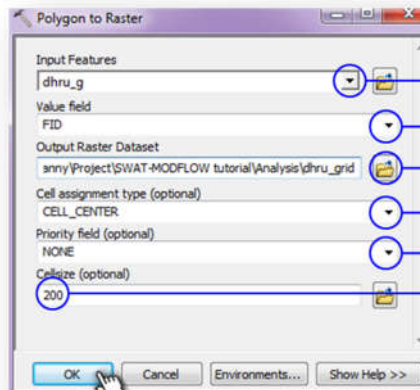 Polygon to Raster
Input Features
dhru_g
Value field
FID
Output Raster Dataset
anny\Project\SWAT-MODFLOW tutorial\Analysis\dhru_grid
Cell assignment type (optional)
CELL_CENTER
Priority field (optional)
NONE
Cellsize (optional)
200
OK
Cancel
Environments...
Show Help >>